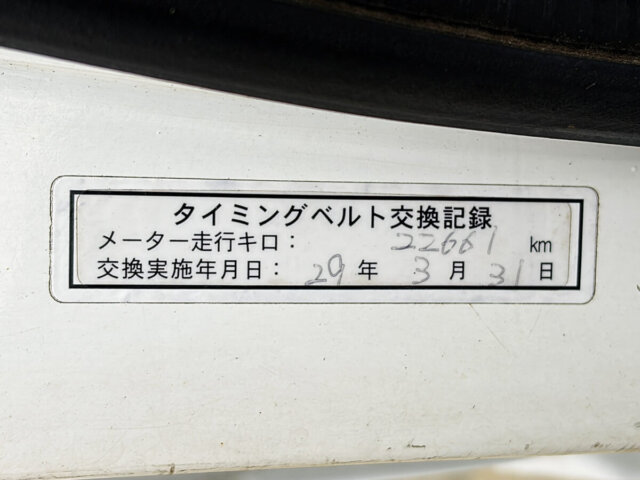 タイミングベルト交換記録
メーター走行キロ： 22661 km
交換実施年月日： 29 年 3 月 31 日